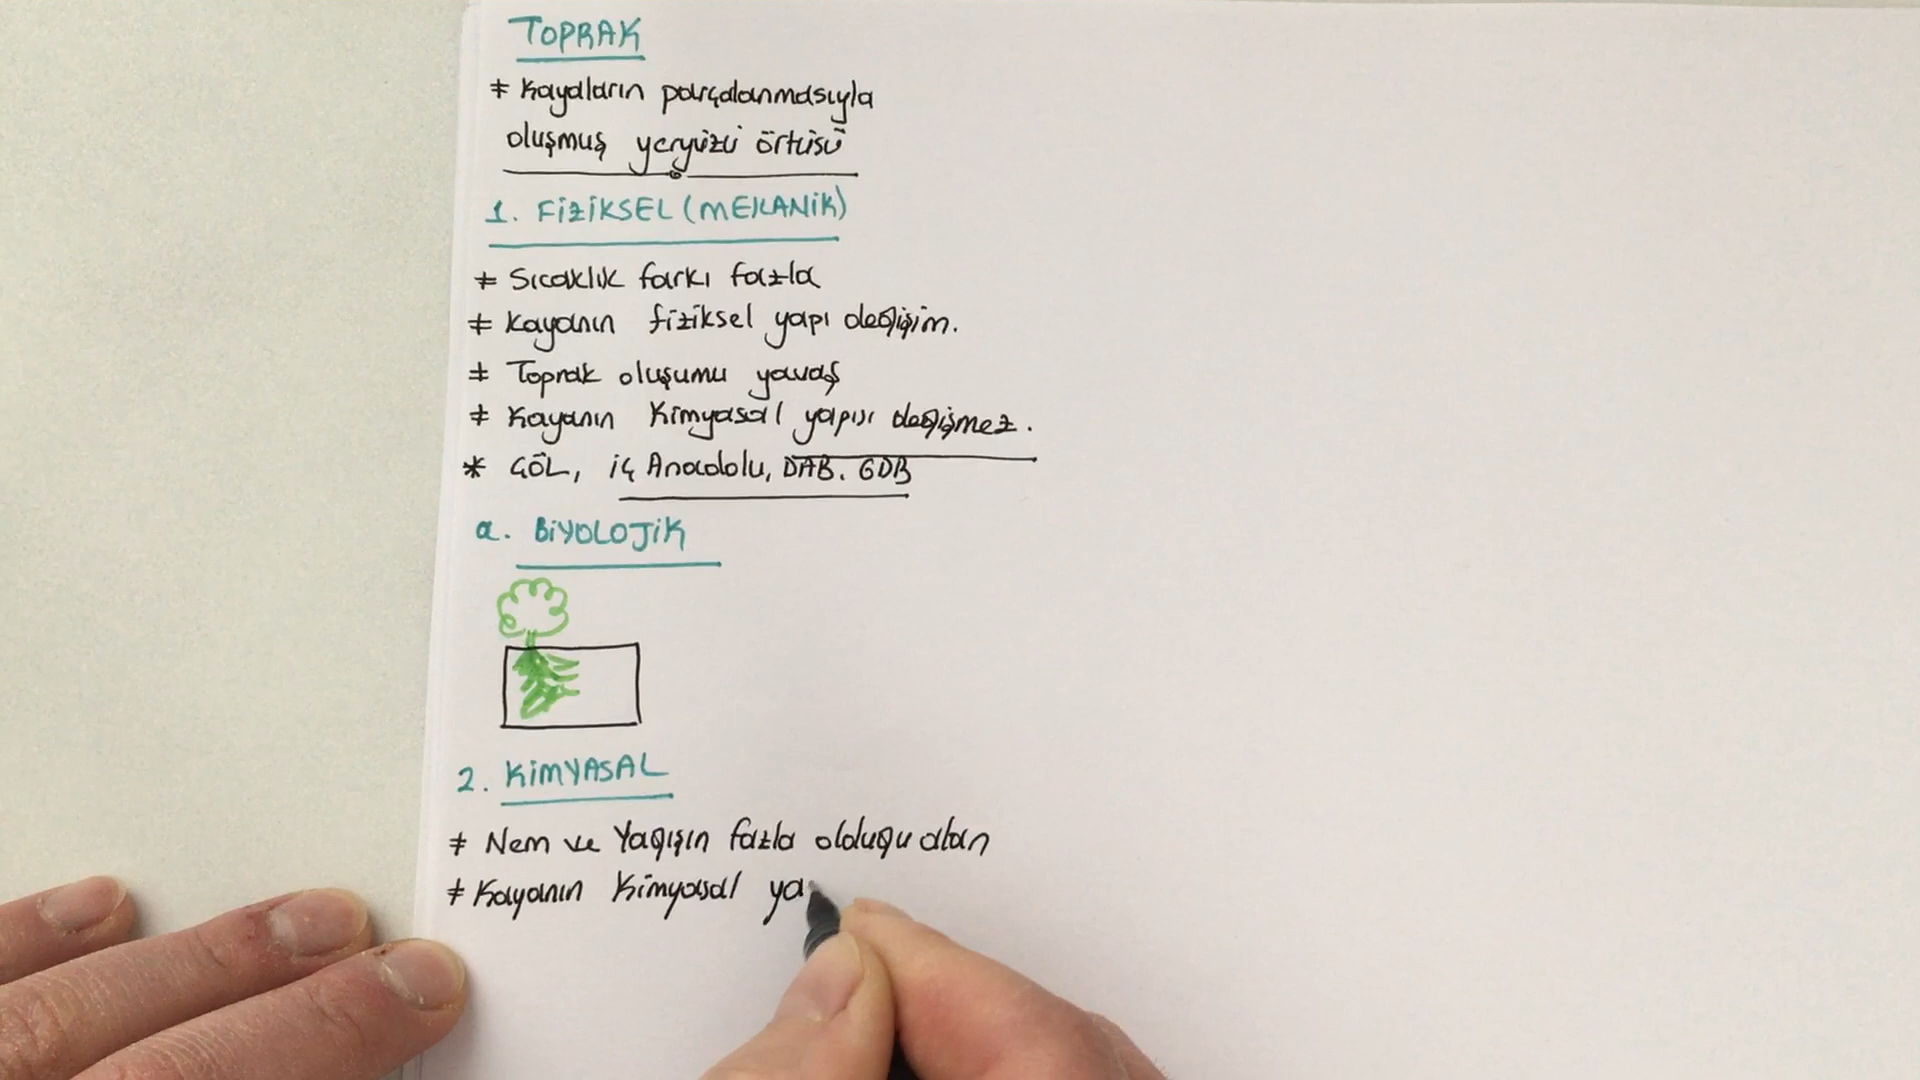 TOPRAK
* Kayaların parçalanmasıyla
oluşmuş yeryüzü örtüsü
1. FİZİKSEL (MEKANİK)
* Sıcaklık farkı fazla
* Kayanın fiziksel yapı değişim.
* Toprak oluşumu yavaş
* Kayanın Kimyasal yapısı değişmez.
* ÇÖL, iç Anadolu, DAB. GDB
a. BİYOLOJİK
2. KİMYASAL
* Nem ve Yağışın fazla olduğu alan
* Kayanın Kimyasal ya